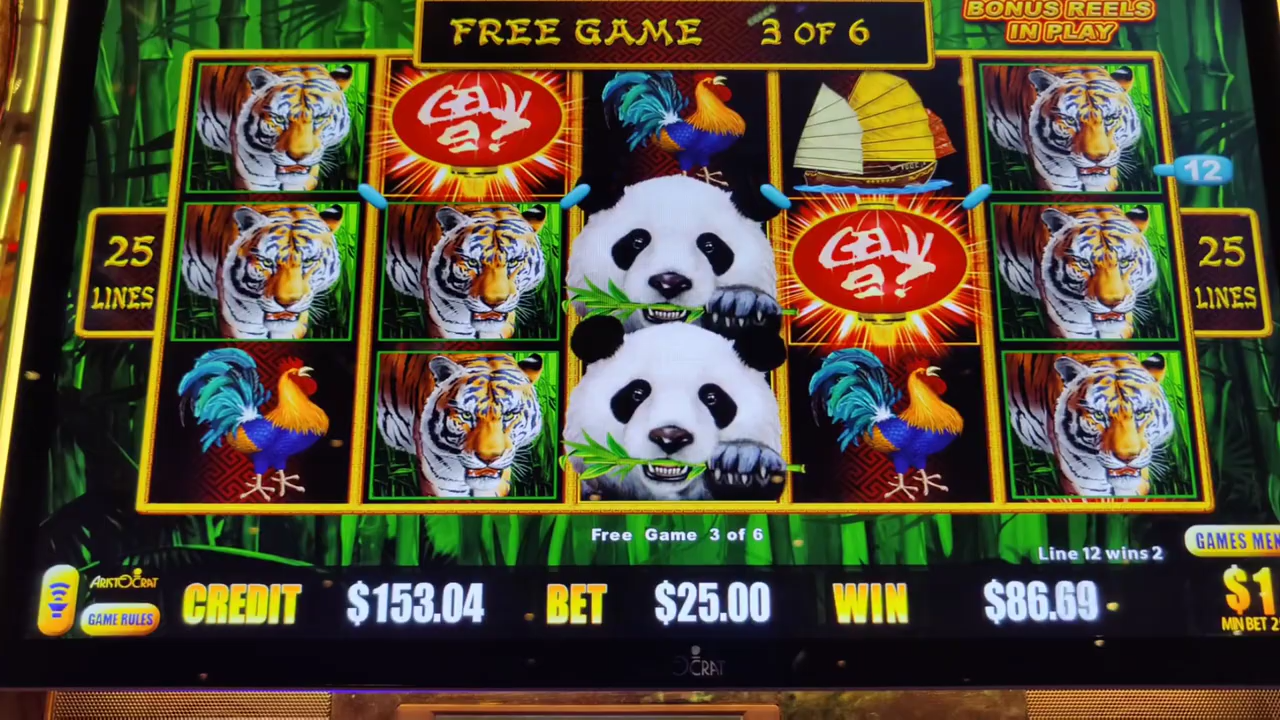 FREE GAME 3 OF 6
BONUS REELS
IN PLAY
12
25
LINES
25
LINES
Free Game 3 of 6
Line 12 wins 2
GAMES MEN
ARISTOCRAT
GAME RULES
CREDIT $153.04 BET $25.00 WIN $86.69
$1
MIN BET 2
CRAT